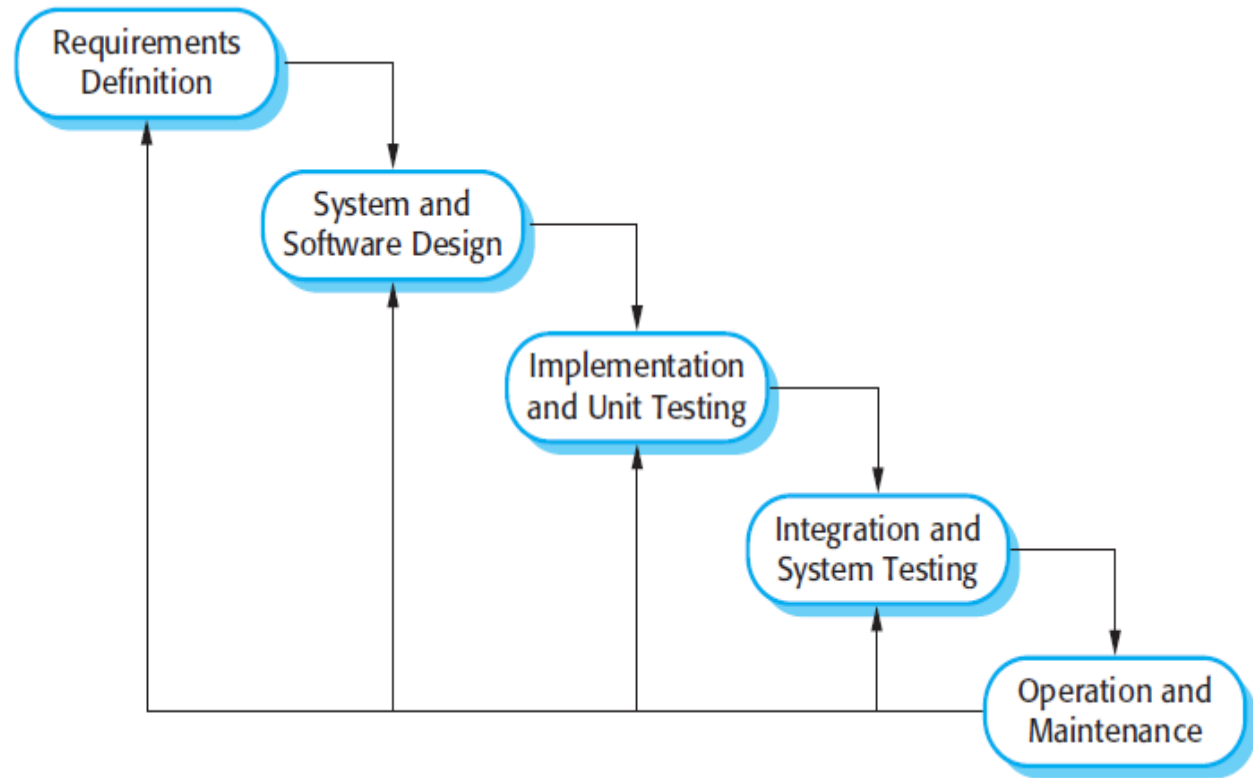 Requirements
Definition
System and
Software Design
Implementation
and Unit Testing
Integration and
System Testing
Operation and
Maintenance